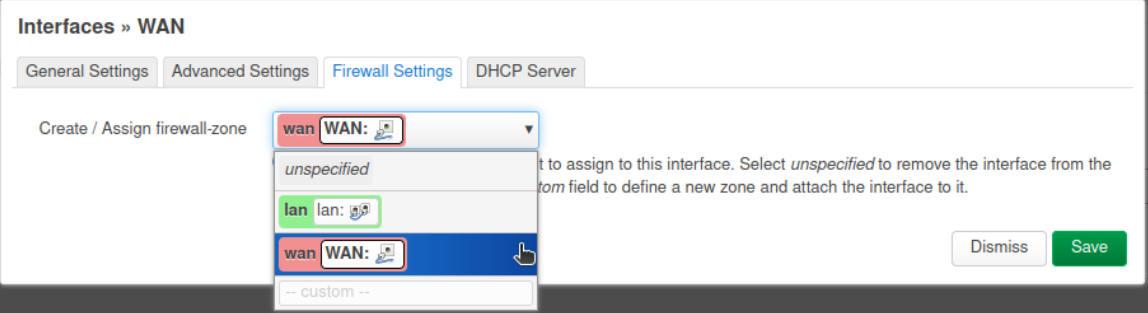 Interfaces » WAN
General Settings
Advanced Settings
Firewall Settings
DHCP Server
Create / Assign firewall-zone
wan WAN:
unspecified
lan lan:
wan WAN:
-- custom --
t to assign to this interface. Select unspecified to remove the interface from the
tom field to define a new zone and attach the interface to it.
Dismiss
Save